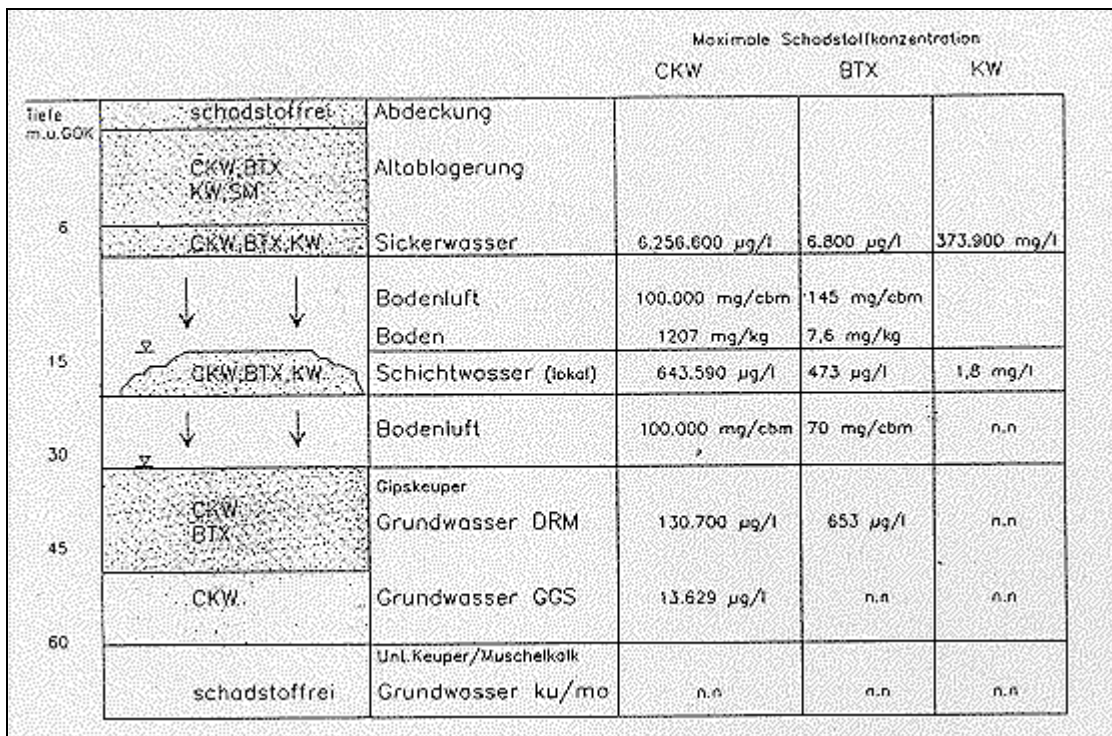 Maximale Schadstoffkonzentration
CKW BTX KW
Tiefe
m.u.GOK
schadstoffrei Abdeckung
CKW,BTX
KW,SM
Altablagerung
6
CKW,BTX,KW Sickerwasser 6.256.600 µg/l 6.800 µg/l 373.900 mg/l
Bodenluft 100.000 mg/cbm 145 mg/cbm
Boden 1207 mg/kg 7,6 mg/kg
15
CKW,BTX,KW Schichtwasser (lokal) 643.590 µg/l 473 µg/l 1,8 mg/l
Bodenluft 100.000 mg/cbm 70 mg/cbm n.n
30
Gipskeuper
CKW
BTX
Grundwasser DRM 130.700 µg/l 653 µg/l n.n
45
CKW Grundwasser GGS 13.629 µg/l n.n n.n
60
Unt.Keuper/Muschelkalk
schadstoffrei Grundwasser ku/mo n.n n.n n.n